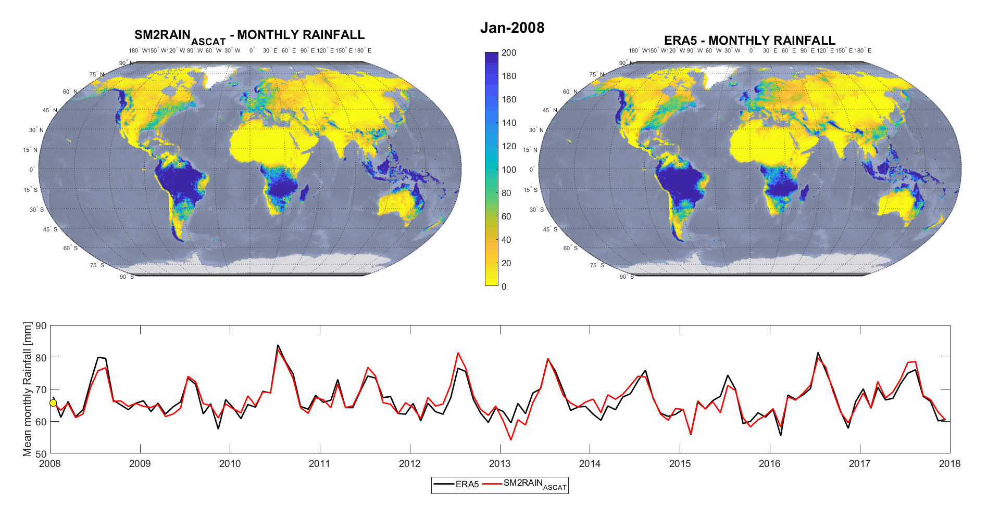 Jan-2008
SM2RAIN ASCAT - MONTHLY RAINFALL
180° W150° W120° W 90° W 60° W 30° W 0° 30° E 60° E 90° E 120° E 150° E 180° E
90° N
75° N
60° N
45° N
30° N
15° N
0°
15° S
30° S
45° S
60° S
75° S
90° S
200
180
160
140
120
100
80
60
40
20
0
ERA5 - MONTHLY RAINFALL
180° W150° W120° W 90° W 60° W 30° W 0° 30° E 60° E 90° E 120° E 150° E 180° E
90° N
75° N
60° N
45° N
30° N
15° N
0°
15° S
30° S
45° S
60° S
75° S
90° S
Mean monthly Rainfall [mm]
90
80
70
60
50
2008 2009 2010 2011 2012 2013 2014 2015 2016 2017 2018
ERA5 SM2RAIN ASCAT